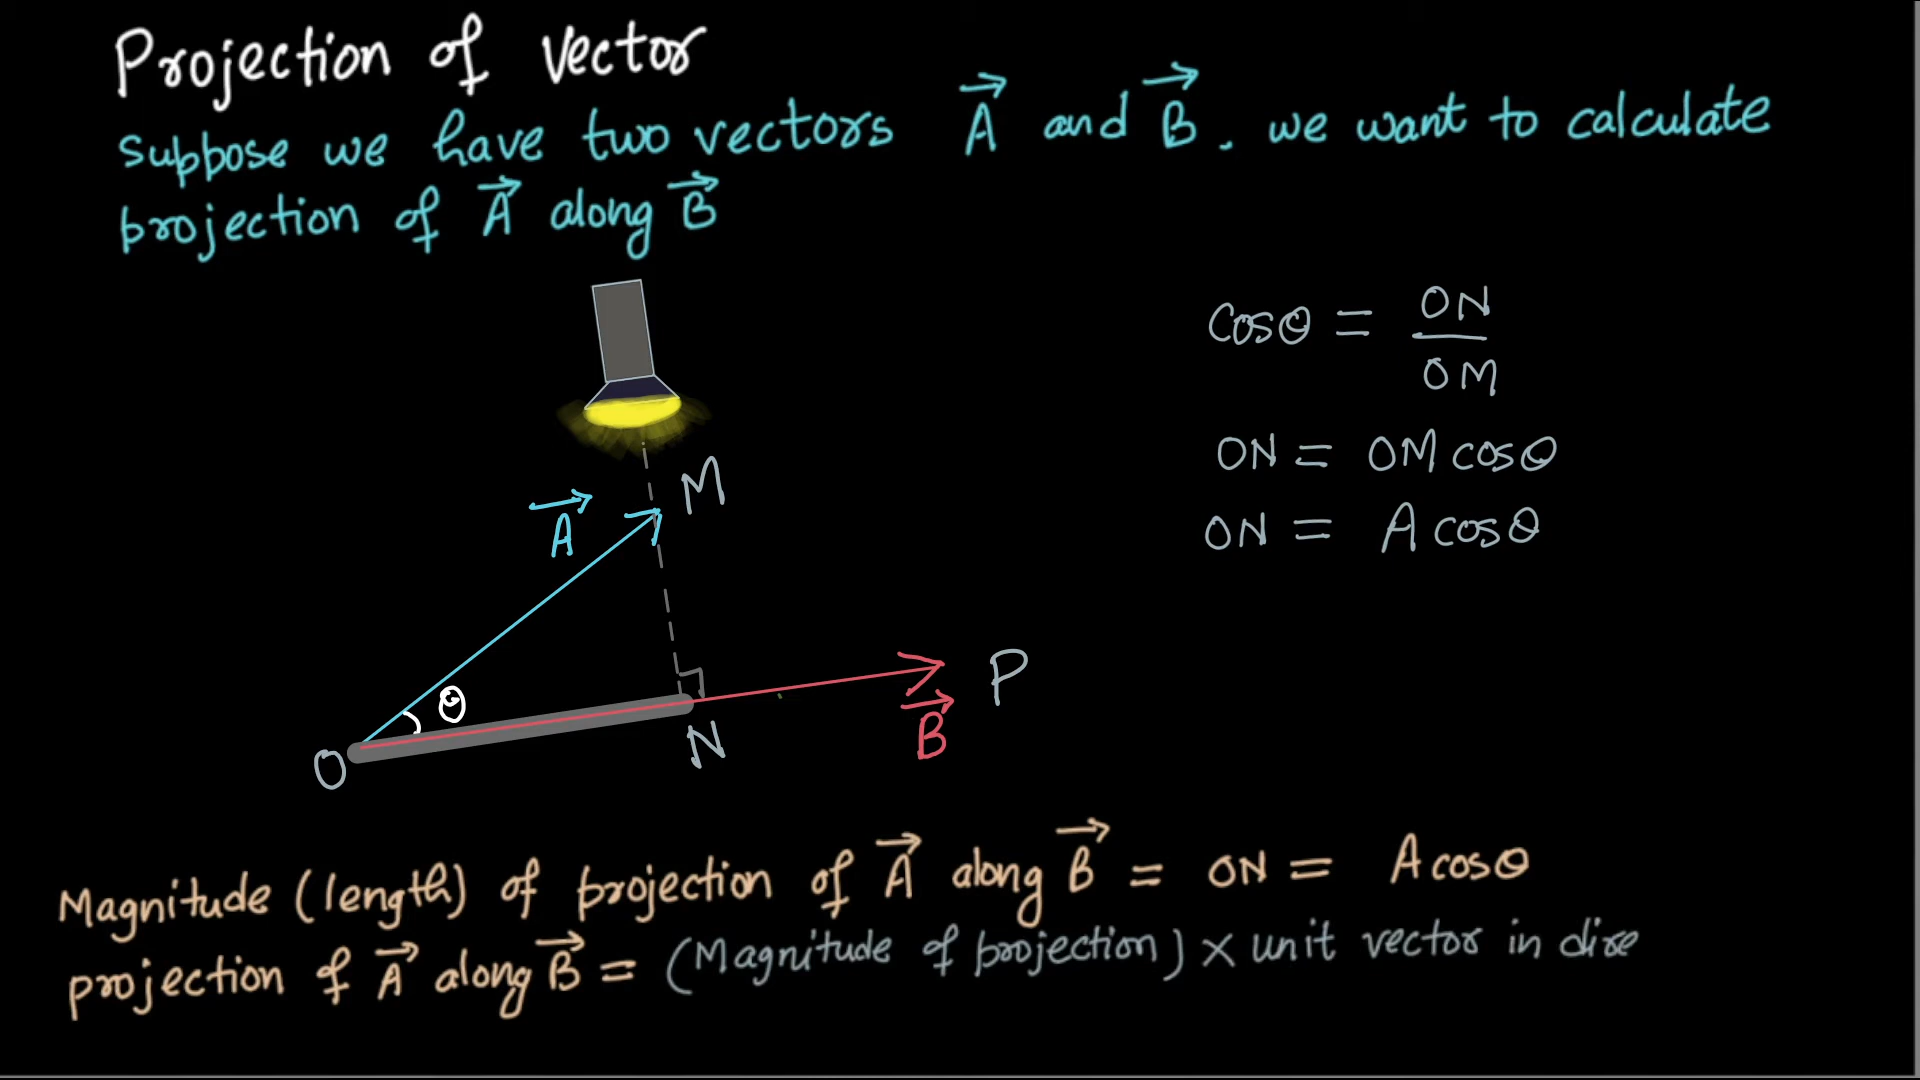 Projection of Vector
Suppose we have two vectors A⃗ and B⃗. we want to calculate
projection of A⃗ along B⃗
Cosθ = ON/OM
ON = OM cosθ
ON = A cosθ
M
A⃗
θ
P
B⃗
N
O
Magnitude (length) of projection of A⃗ along B⃗ = ON = A cosθ
projection of A⃗ along B⃗ = (Magnitude of projection) × unit vector in dire